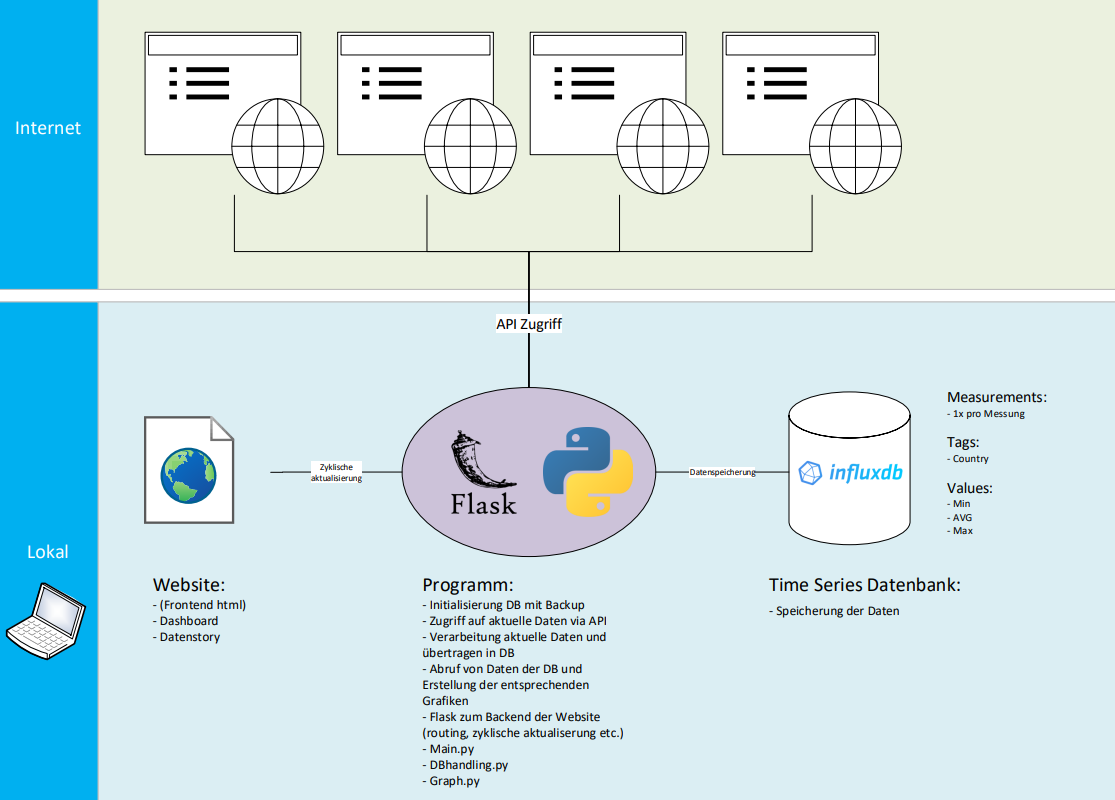 Internet
API Zugriff
Zyklische
aktualisierung
Flask
Datenspeicherung
influxdb
Measurements:
- 1x pro Messung
Tags:
- Country
Values:
- Min
- AVG
- Max
Lokal
Website:
- (Frontend html)
- Dashboard
- Datenstory
Programm:
- Initialisierung DB mit Backup
- Zugriff auf aktuelle Daten via API
- Verarbeitung aktuelle Daten und
übertragen in DB
- Abruf von Daten der DB und
Erstellung der entsprechenden
Grafiken
- Flask zum Backend der Website
(routing, zyklische aktualiserung etc.)
- Main.py
- DBhandling.py
- Graph.py
Time Series Datenbank:
- Speicherung der Daten